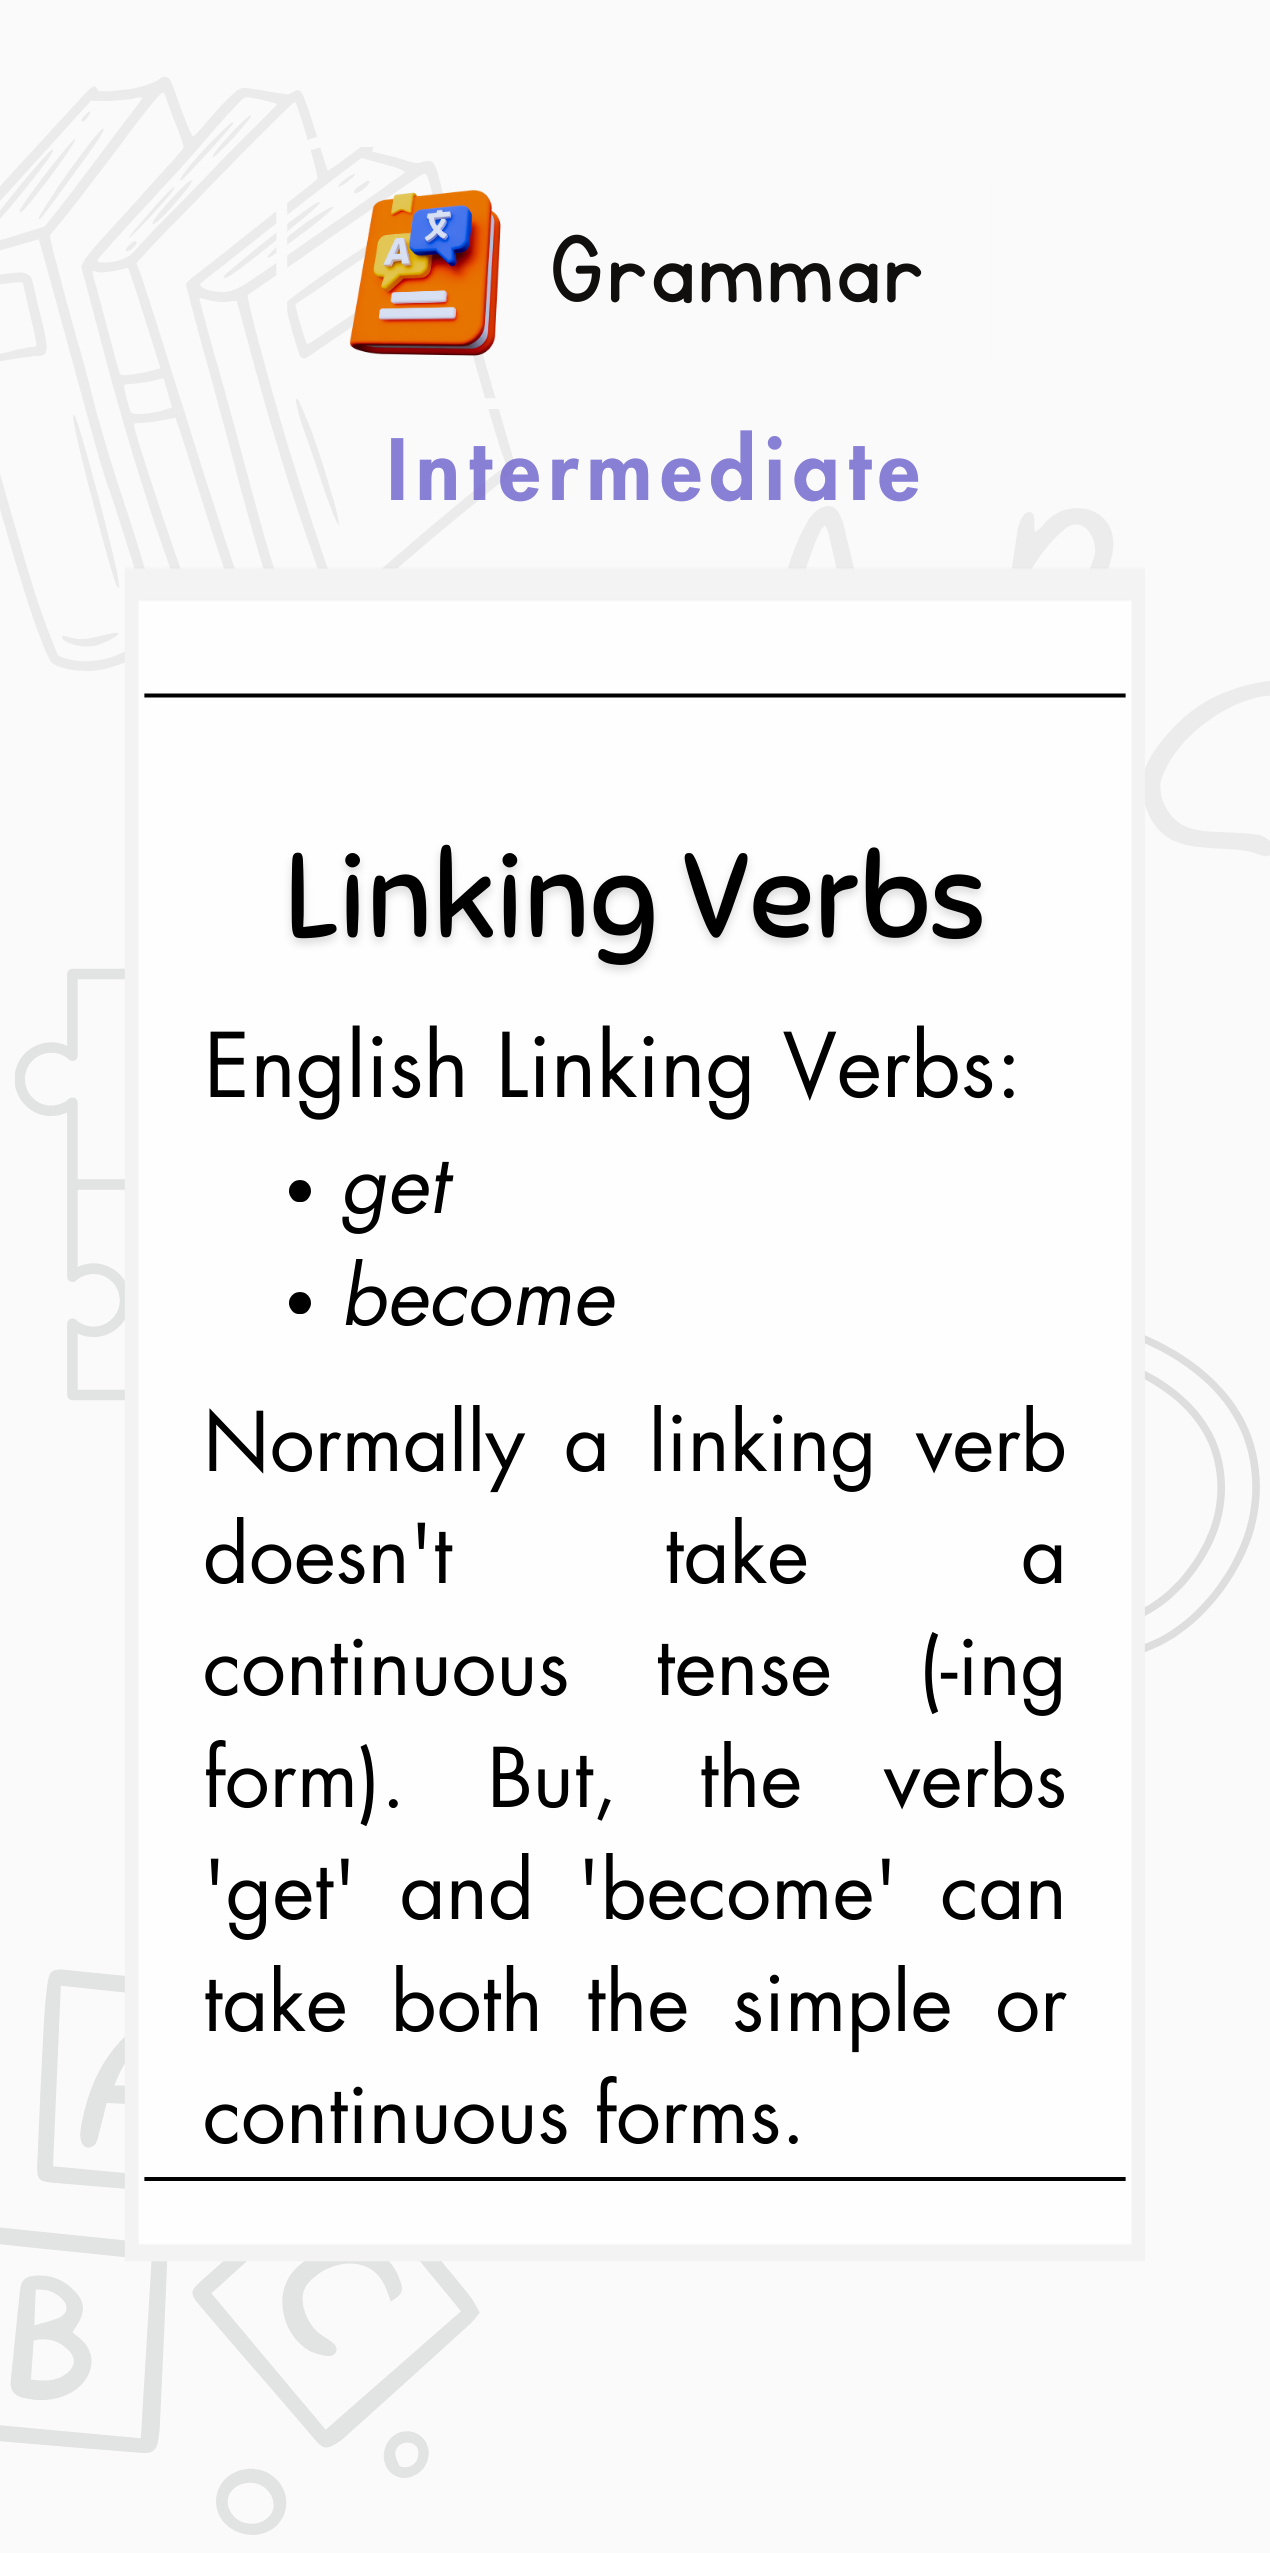 A 文
Grammar
Intermediate
Linking Verbs
English Linking Verbs:
• get
• become
Normally a linking verb
doesn't take a
continuous tense (-ing
form). But, the verbs
'get' and 'become' can
take both the simple or
continuous forms.
A
B
C